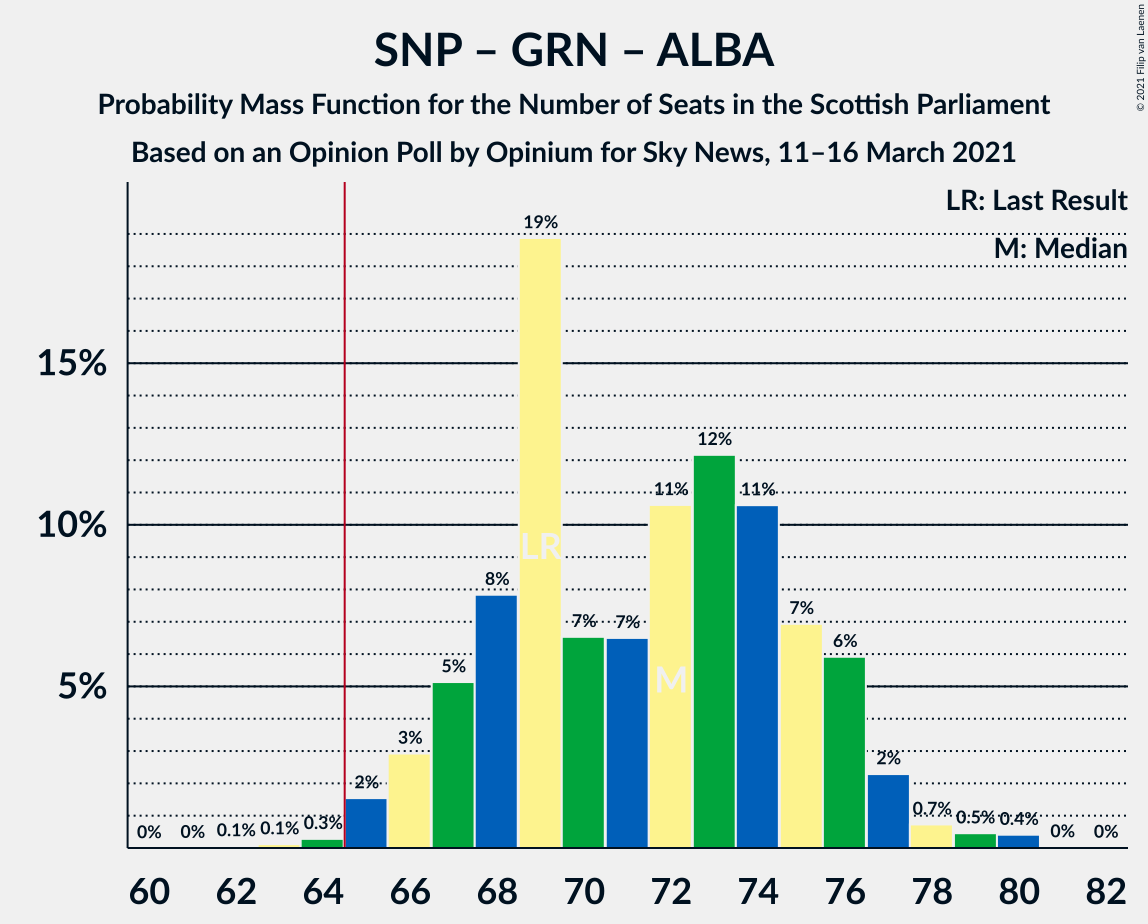 SNP – GRN – ALBA
Probability Mass Function for the Number of Seats in the Scottish Parliament
Based on an Opinion Poll by Opinium for Sky News, 11–16 March 2021
© 2021 Filip van Laenen
LR: Last Result
M: Median
15%
10%
5%
0%
0%
0.1%
0.1%
0.3%
2%
3%
5%
8%
19%
7%
7%
11%
12%
11%
7%
6%
2%
0.7%
0.5%
0.4%
0%
0%
LR
M
60 62 64 66 68 70 72 74 76 78 80 82